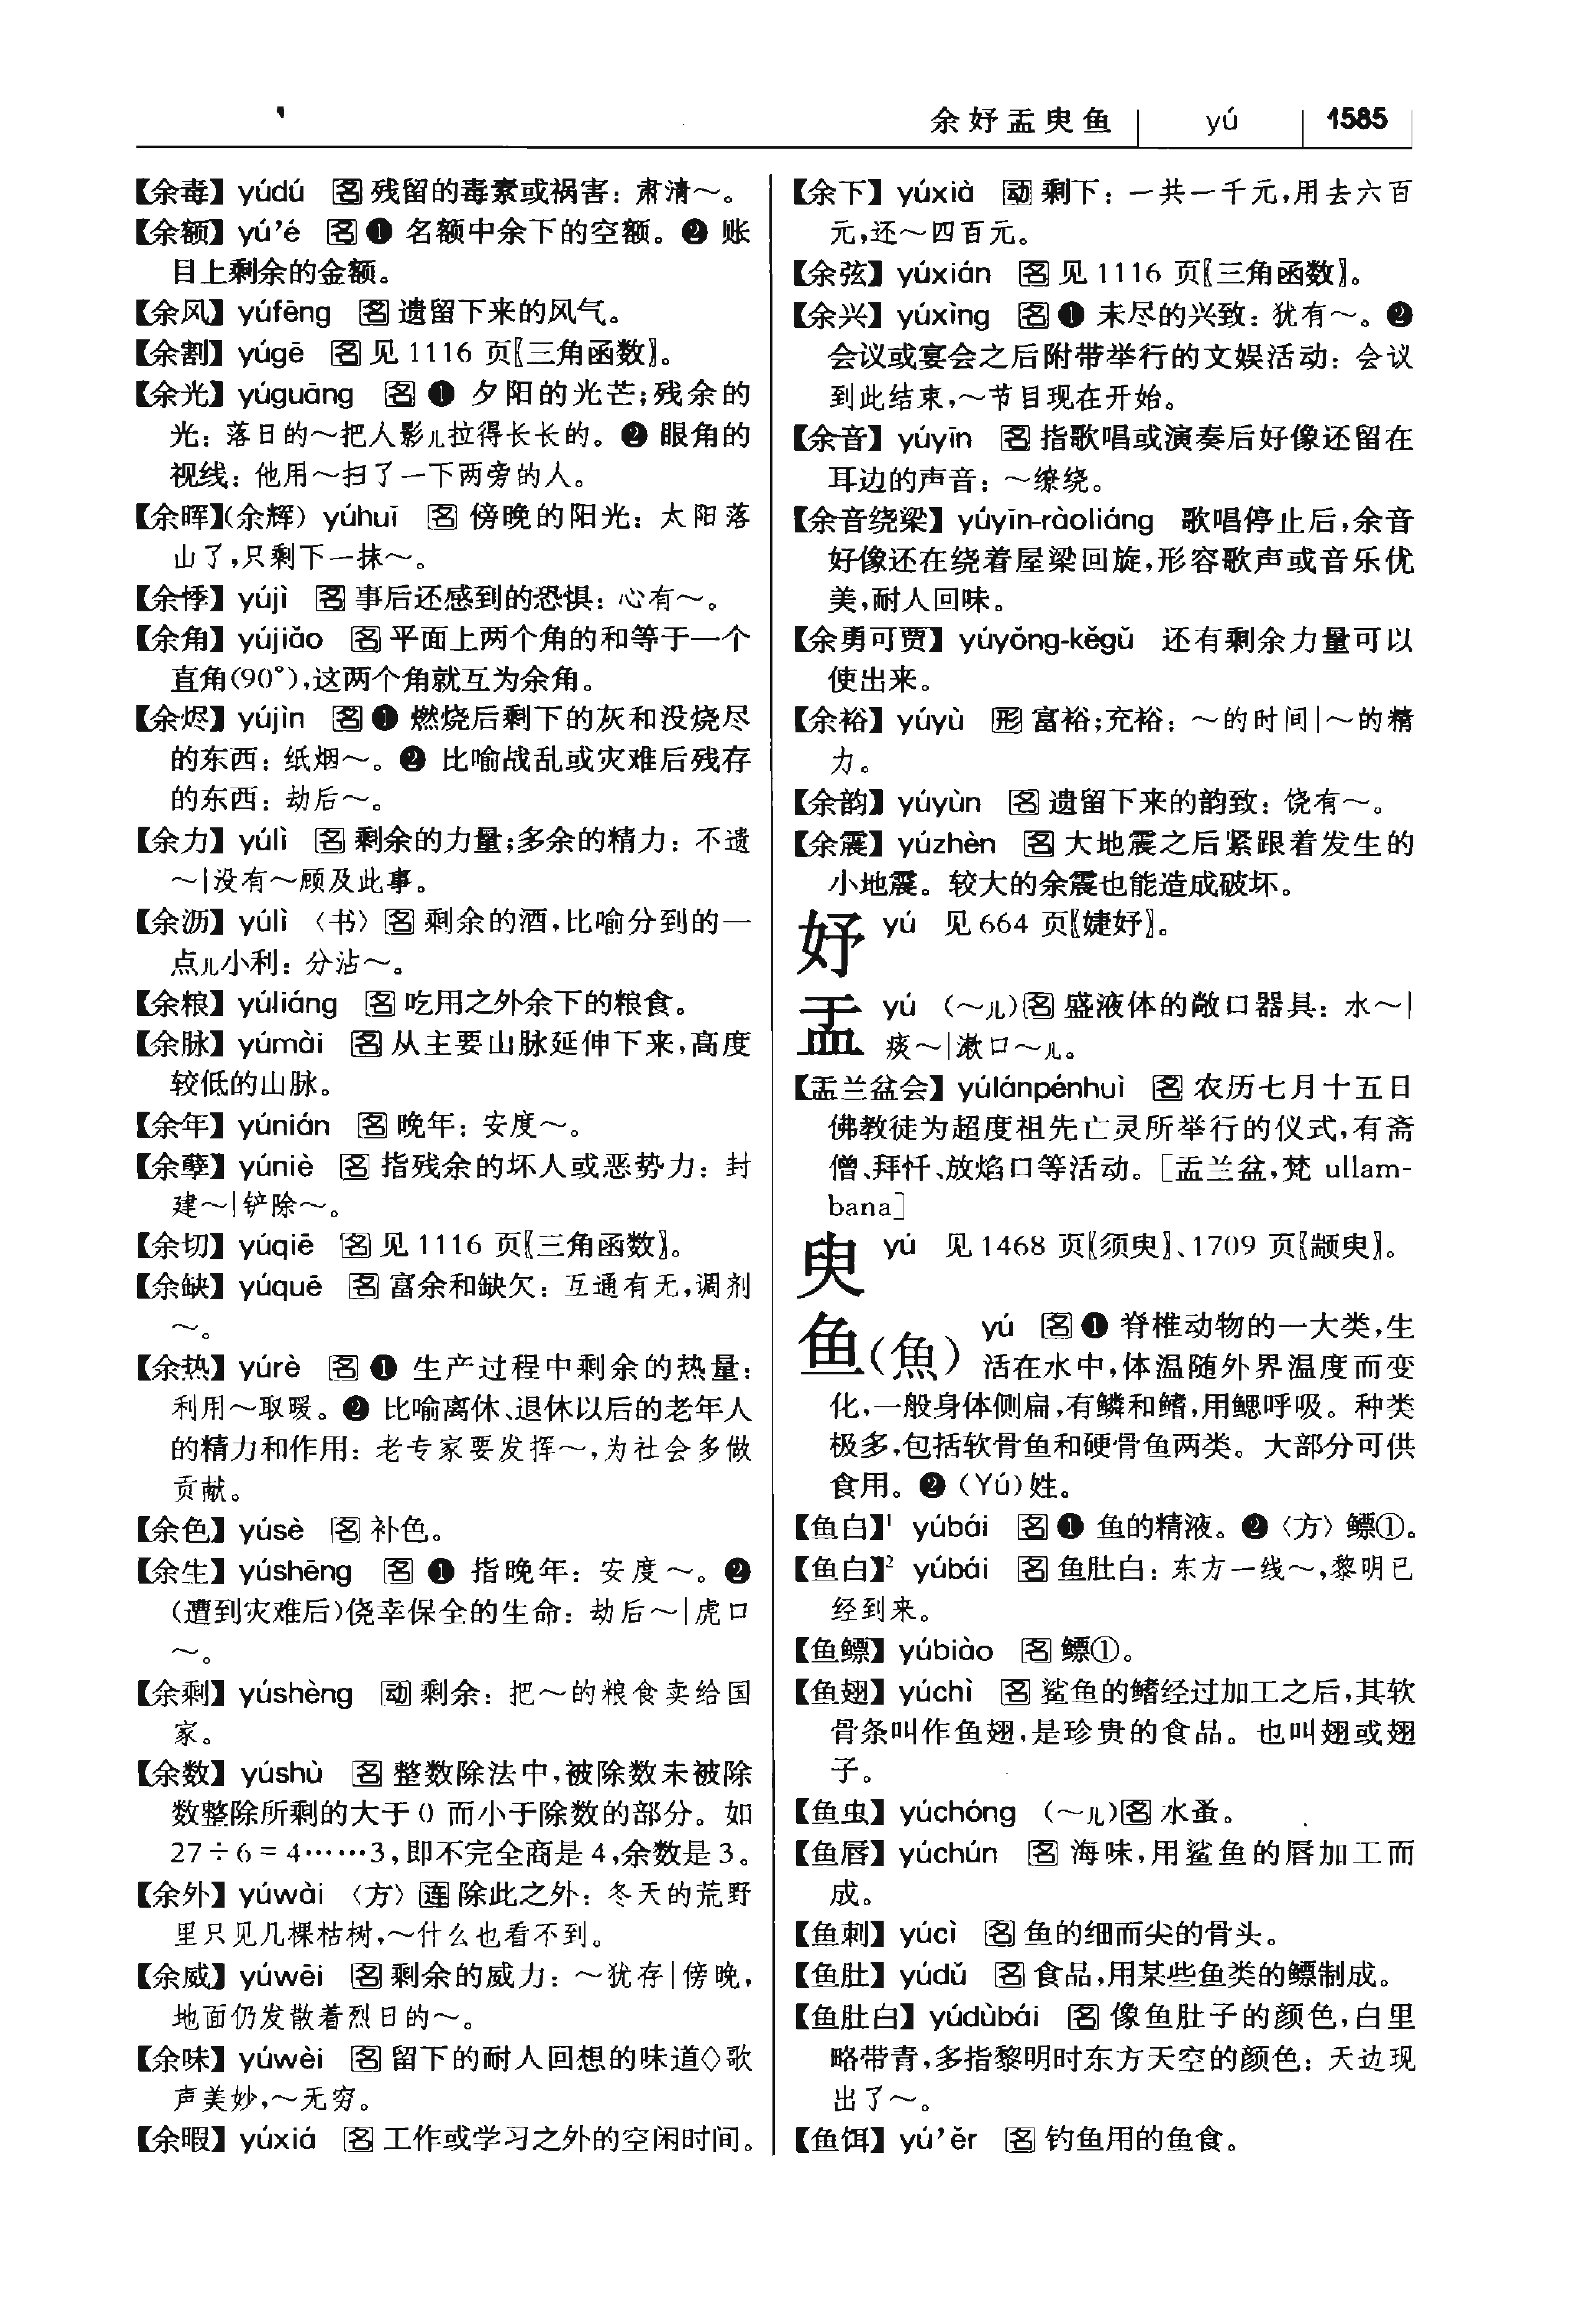 余妤盂臾鱼 yú 1585
【余毒】 yúdú 名 残留的毒素或祸害：肃清～。
【余额】 yú’é 名 ❶ 名额中余下的空额。❷ 账
目上剩余的金额。
【余风】 yúfēng 名 遗留下来的风气。
【余割】 yúgē 名 见 1116 页〖三角函数〗。
【余光】 yúguāng 名 ❶ 夕阳的光芒；残余的
光：落日的～把人影儿拉得长长的。❷ 眼角的
视线：他用～扫了一下两旁的人。
【余晖】（余辉） yúhuī 名 傍晚的阳光：太阳落
山了，只剩下一抹～。
【余悸】 yújì 名 事后还感到的恐惧：心有～。
【余角】 yújiǎo 名 平面上两个角的和等于一个
直角(90°)，这两个角就互为余角。
【余烬】 yújìn 名 ❶ 燃烧后剩下的灰和没烧尽
的东西：纸烟～。❷ 比喻战乱或灾难后残存
的东西：劫后～。
【余力】 yúlì 名 剩余的力量；多余的精力：不遗
～|没有～顾及此事。
【余沥】 yúlì 〈书〉名 剩余的酒，比喻分到的一
点儿小利：分沾～。
【余粮】 yúliáng 名 吃用之外余下的粮食。
【余脉】 yúmài 名 从主要山脉延伸下来，高度
较低的山脉。
【余年】 yúnián 名 晚年：安度～。
【余孽】 yúniè 名 指残余的坏人或恶势力：封
建～|铲除～。
【余切】 yúqiē 名 见 1116 页〖三角函数〗。
【余缺】 yúquē 名 富余和缺欠：互通有无，调剂
～。
【余热】 yúrè 名 ❶ 生产过程中剩余的热量：
利用～取暖。❷ 比喻离休、退休以后的老年人
的精力和作用：老专家要发挥～，为社会多做
贡献。
【余色】 yúsè 名 补色。
【余生】 yúshēng 名 ❶ 指晚年：安度～。❷
（遭到灾难后）侥幸保全的生命：劫后～|虎口
～。
【余剩】 yúshèng 动 剩余：把～的粮食卖给国
家。
【余数】 yúshù 名 整数除法中，被除数未被除
数整除所剩的大于 0 而小于除数的部分。如
27÷6=4……3，即不完全商是 4，余数是 3。
【余外】 yúwài 〈方〉连 除此之外：冬天的荒野
里只见几棵枯树，～什么也看不到。
【余威】 yúwēi 名 剩余的威力：～犹存|傍晚，
地面仍发散着烈日的～。
【余味】 yúwèi 名 留下的耐人回想的味道◇歌
声美妙，～无穷。
【余暇】 yúxiá 名 工作或学习之外的空闲时间。
【余下】 yúxià 动 剩下：一共一千元，用去六百
元，还～四百元。
【余弦】 yúxián 名 见 1116 页〖三角函数〗。
【余兴】 yúxìng 名 ❶ 未尽的兴致：犹有～。❷
会议或宴会之后附带举行的文娱活动：会议
到此结束，～节目现在开始。
【余音】 yúyīn 名 指歌唱或演奏后好像还留在
耳边的声音：～缭绕。
【余音绕梁】 yúyīn-ràoliáng 歌唱停止后，余音
好像还在绕着屋梁回旋，形容歌声或音乐优
美，耐人回味。
【余勇可贾】 yúyǒng-kěgǔ 还有剩余力量可以
使出来。
【余裕】 yúyù 形 富裕；充裕：～的时间|～的精
力。
【余韵】 yúyùn 名 遗留下来的韵致：饶有～。
【余震】 yúzhèn 名 大地震之后紧跟着发生的
小地震。较大的余震也能造成破坏。
妤 yú 见 664 页〖婕妤〗。
盂 yú （～儿）名 盛液体的敞口器具：水～|
痰～|漱口～儿。
【盂兰盆会】 yúlánpénhuì 名 农历七月十五日
佛教徒为超度祖先亡灵所举行的仪式，有斋
僧、拜忏、放焰口等活动。［盂兰盆，梵 ullam-
bana］
臾 yú 见 1468 页〖须臾〗、1709 页〖颛臾〗。
鱼（魚） yú 名 ❶ 脊椎动物的一大类，生
活在水中，体温随外界温度而变
化，一般身体侧扁，有鳞和鳍，用鳃呼吸。种类
极多，包括软骨鱼和硬骨鱼两类。大部分可供
食用。❷（Yú）姓。
【鱼白】¹ yúbái 名 ❶ 鱼的精液。❷〈方〉鳔①。
【鱼白】² yúbái 名 鱼肚白：东方一线～，黎明已
经到来。
【鱼鳔】 yúbiào 名 鳔①。
【鱼翅】 yúchì 名 鲨鱼的鳍经过加工之后，其软
骨条叫作鱼翅，是珍贵的食品。也叫翅或翅
子。
【鱼虫】 yúchóng （～儿）名 水蚤。
【鱼唇】 yúchún 名 海味，用鲨鱼的唇加工而
成。
【鱼刺】 yúcì 名 鱼的细而尖的骨头。
【鱼肚】 yúdǔ 名 食品，用某些鱼类的鳔制成。
【鱼肚白】 yúdùbái 名 像鱼肚子的颜色，白里
略带青，多指黎明时东方天空的颜色：天边现
出了～。
【鱼饵】 yú’ěr 名 钓鱼用的鱼食。